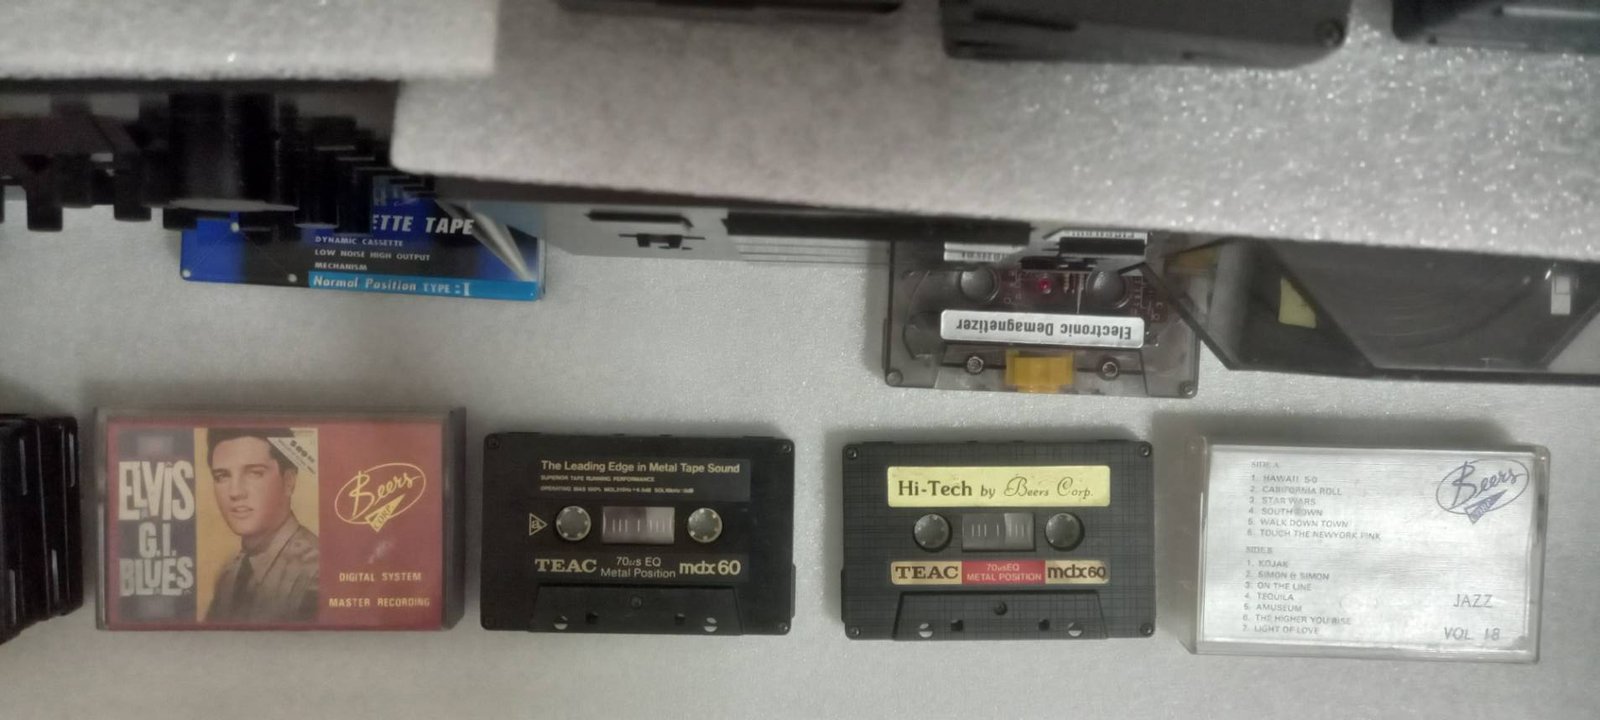 ETTE TAPE
DYNAMIC CASSETTE
LOW NOISE HIGH OUTPUT
MECHANISM
Normal Position TYPE : I
Electronic Demagnetizer
ELVIS
G.I.
BLUES
Beers
CORP
DIGITAL SYSTEM
MASTER RECORDING
The Leading Edge in Metal Tape Sound
SUPERIOR TAPE RUNNING PERFORMANCE
a
TEAC 70µs EQ Metal Position mdx60
Hi-Tech by Beers Corp.
TEAC 70µsEQ METAL POSITION mdx60
SIDE A
1. HAWAII 5-0
2. CARIFORNIA ROLL
3. STAR WARS
4. SOUTH TOWN
5. WALK DOWN TOWN
6. TOUCH THE NEWYORK PINK
SIDE B
1. KOJAK
2. SIMON & SIMON
3. ON THE LINE
4. TEQUILA
5. AMUSEUM
6. THE HIGHER YOU RISE
7. LIGHT OF LOVE
Beers
CORP
JAZZ
VOL 18